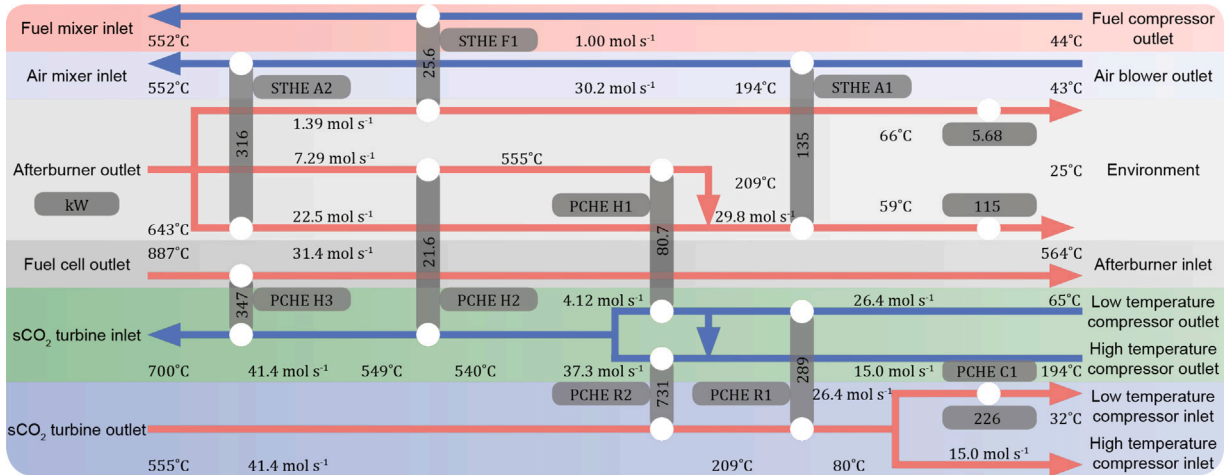 Fuel mixer inlet
552°C
STHE F1
25.6
1.00 mol s⁻¹
44°C
Fuel compressor
outlet
Air mixer inlet
552°C
STHE A2
30.2 mol s⁻¹
194°C
STHE A1
43°C
Air blower outlet
316
135
1.39 mol s⁻¹
66°C
5.68
Afterburner outlet
7.29 mol s⁻¹
555°C
209°C
25°C
Environment
kW
PCHE H1
59°C
115
643°C
22.5 mol s⁻¹
29.8 mol s⁻¹
21.6
80.7
887°C
31.4 mol s⁻¹
564°C
Fuel cell outlet
Afterburner inlet
347
PCHE H3
PCHE H2
4.12 mol s⁻¹
26.4 mol s⁻¹
65°C
Low temperature
compressor outlet
sCO₂ turbine inlet
289
High temperature
compressor outlet
700°C
41.4 mol s⁻¹
549°C
540°C
37.3 mol s⁻¹
15.0 mol s⁻¹
PCHE C1
194°C
PCHE R2
731
PCHE R1
26.4 mol s⁻¹
226
32°C
Low temperature
compressor inlet
sCO₂ turbine outlet
555°C
41.4 mol s⁻¹
209°C
80°C
15.0 mol s⁻¹
High temperature
compressor inlet